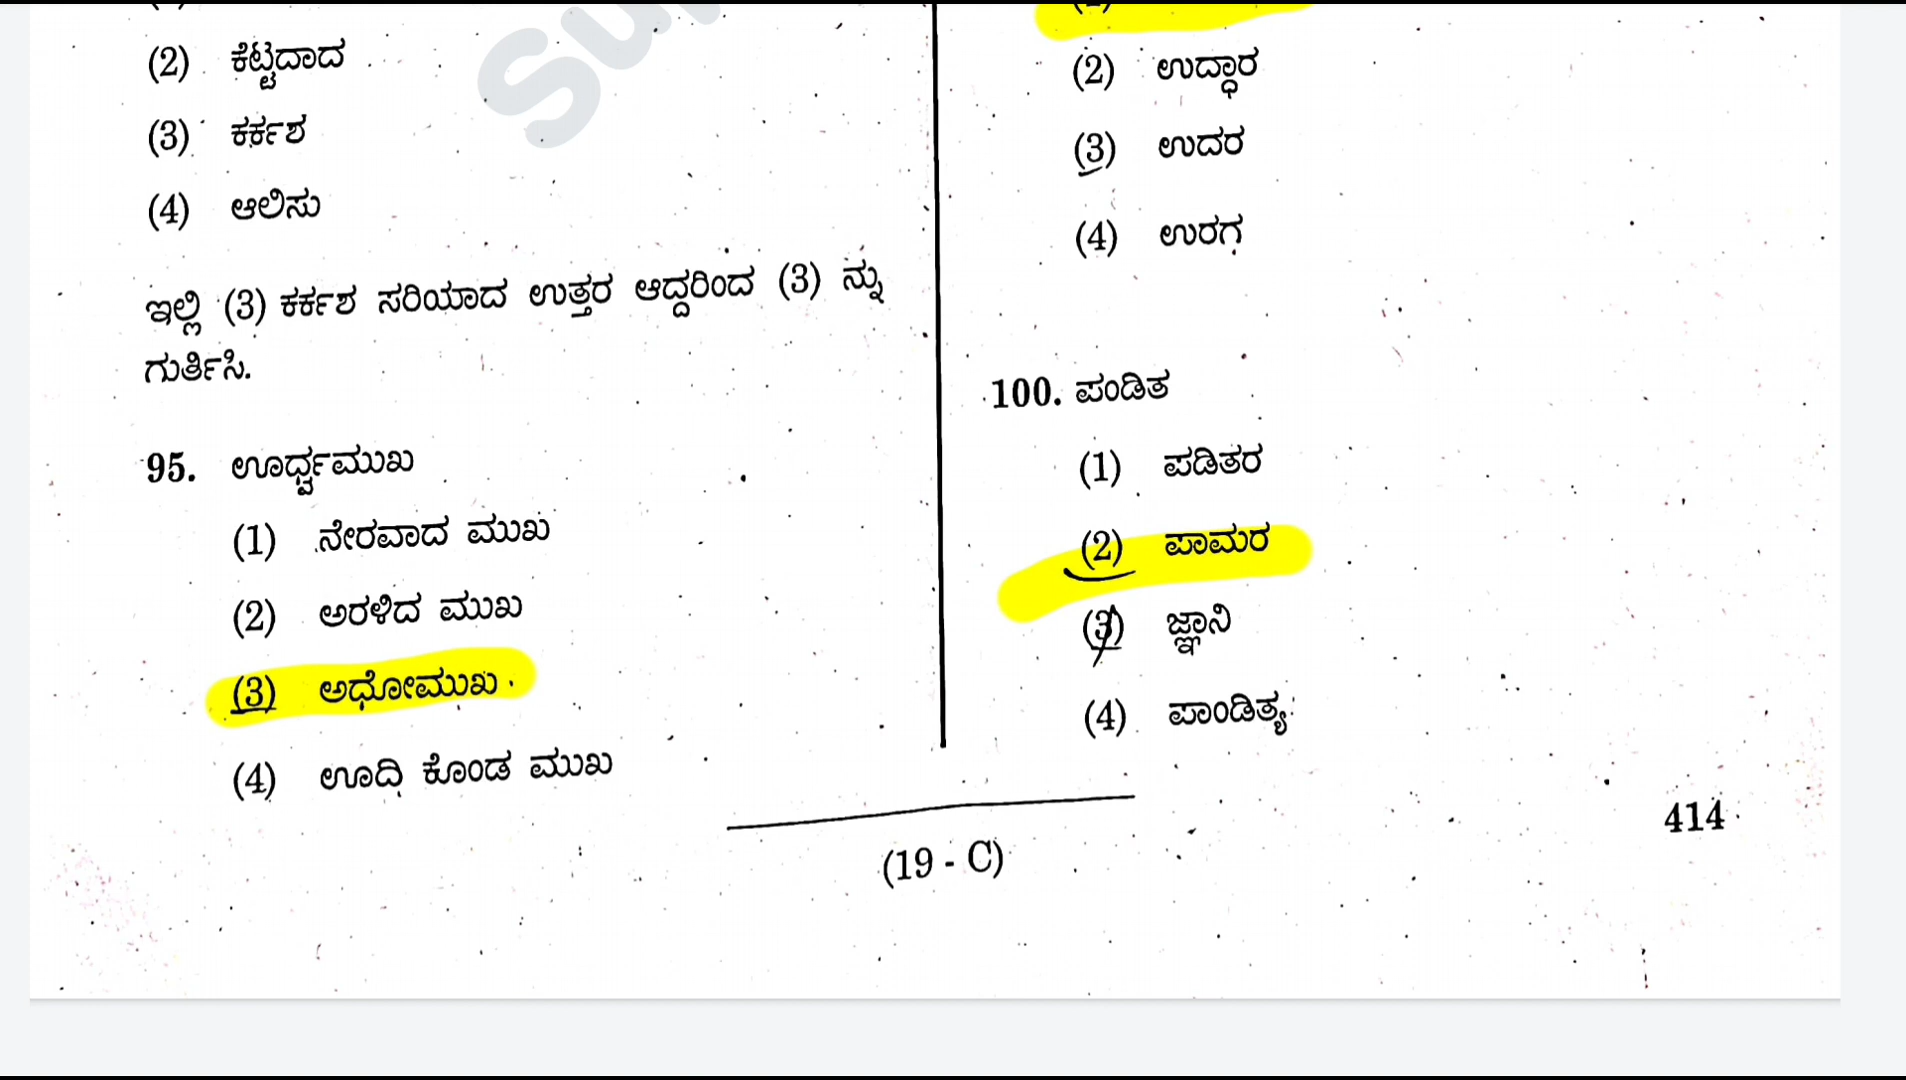 (2) ಕೆಟ್ಟದಾದ
(3) ಕರ್ಕಶ
(4) ಆಲಿಸು
ಇಲ್ಲಿ (3) ಕರ್ಕಶ ಸರಿಯಾದ ಉತ್ತರ ಆದ್ದರಿಂದ (3) ನ್ನು
ಗುರ್ತಿಸಿ.
95. ಊರ್ಧ್ವಮುಖ
(1) ನೇರವಾದ ಮುಖ
(2) ಅರಳಿದ ಮುಖ
(3) ಅಧೋಮುಖ
(4) ಊದಿ ಕೊಂಡ ಮುಖ
(2) ಉದ್ಧಾರ
(3) ಉದರ
(4) ಉರಗ
100. ಪಂಡಿತ
(1) ಪಡಿತರ
(2) ಪಾಮರ
(3) ಜ್ಞಾನಿ
(4) ಪಾಂಡಿತ್ಯ
(19 - C)
414